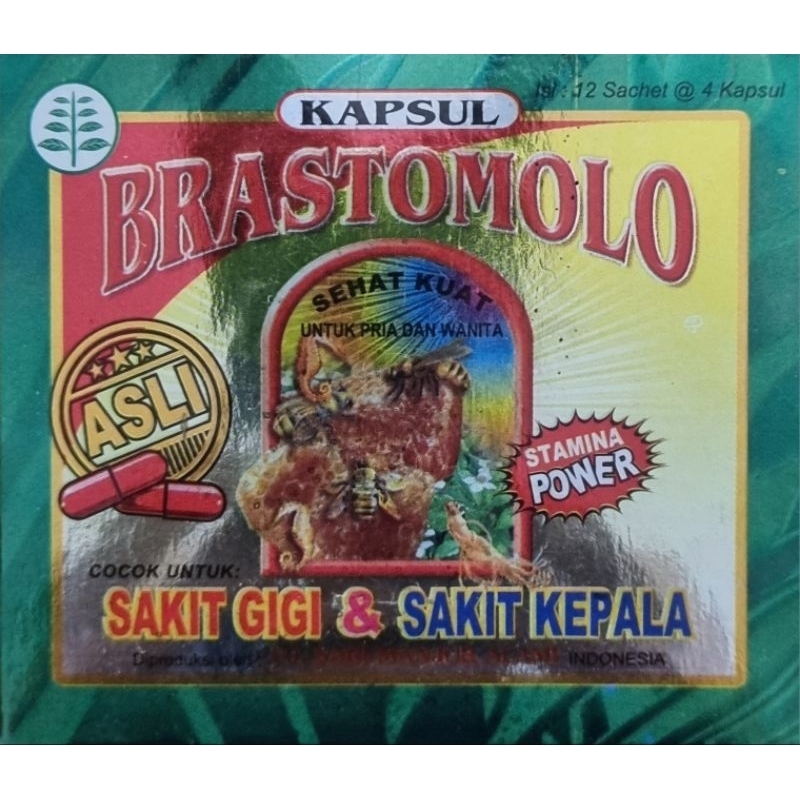 Isi : 12 Sachet @ 4 Kapsul
KAPSUL
BRASTOMOLO
SEHAT KUAT
UNTUK PRIA DAN WANITA
ASLI
STAMINA
POWER
COCOK UNTUK:
SAKIT GIGI & SAKIT KEPALA
Diproduksi oleh : INDONESIA